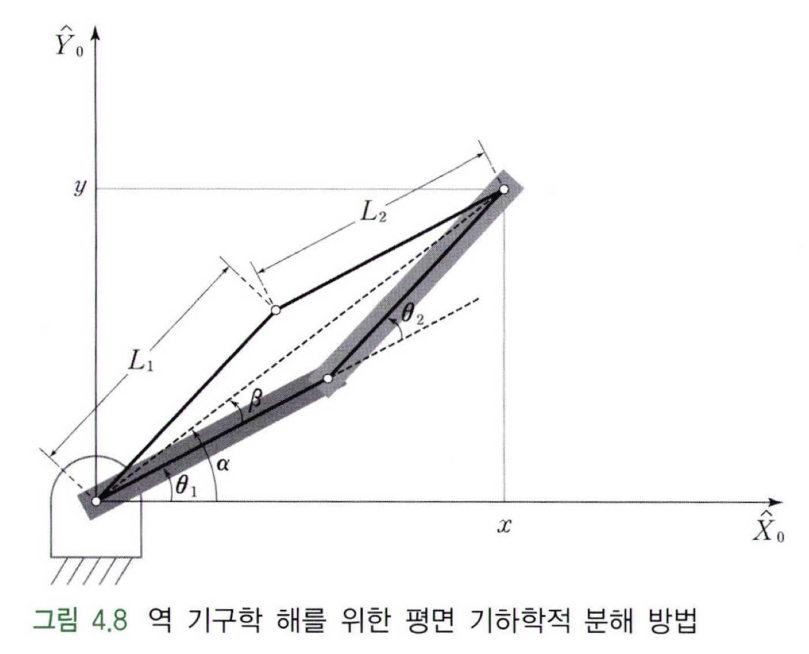 Ŷ₀
y
L₂
θ₂
L₁
β
α
θ₁
x
X̂₀
그림 4.8 역 기구학 해를 위한 평면 기하학적 분해 방법